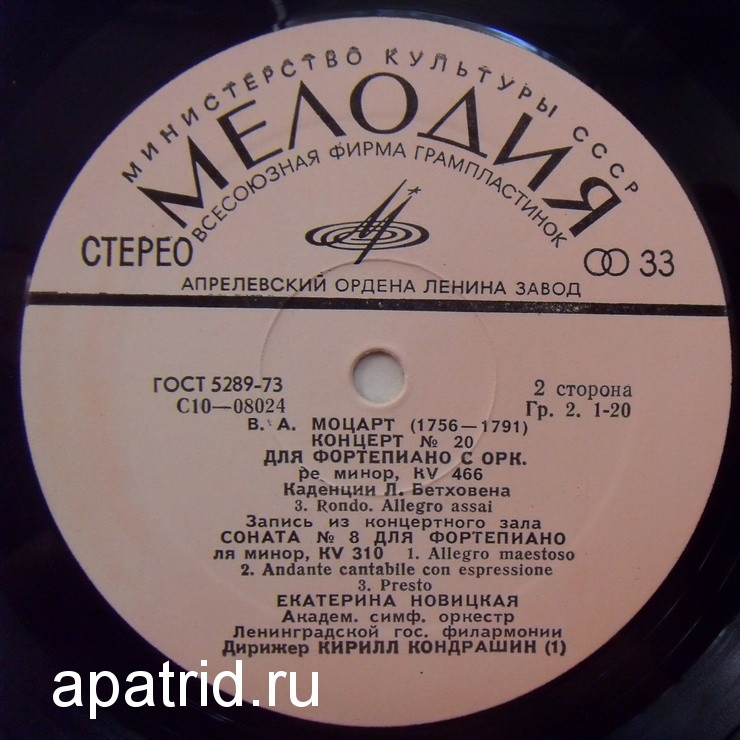 МИНИСТЕРСТВО КУЛЬТУРЫ СССР
МЕЛОДИЯ
ВСЕСОЮЗНАЯ ФИРМА ГРАМПЛАСТИНОК
СТЕРЕО
33
АПРЕЛЕВСКИЙ ОРДЕНА ЛЕНИНА ЗАВОД
ГОСТ 5289-73
2 сторона
С10—08024
Гр. 2. 1-20
В. А. МОЦАРТ (1756—1791)
КОНЦЕРТ № 20
ДЛЯ ФОРТЕПИАНО С ОРК.
ре минор, KV 466
Каденции Л. Бетховена
3. Rondo. Allegro assai
Запись из концертного зала
СОНАТА № 8 ДЛЯ ФОРТЕПИАНО
ля минор, KV 310 1. Allegro maestoso
2. Andante cantabile con espressione
3. Presto
ЕКАТЕРИНА НОВИЦКАЯ
Академ. симф. оркестр
Ленинградской гос. филармонии
Дирижер КИРИЛЛ КОНДРАШИН (1)
apatrid.ru